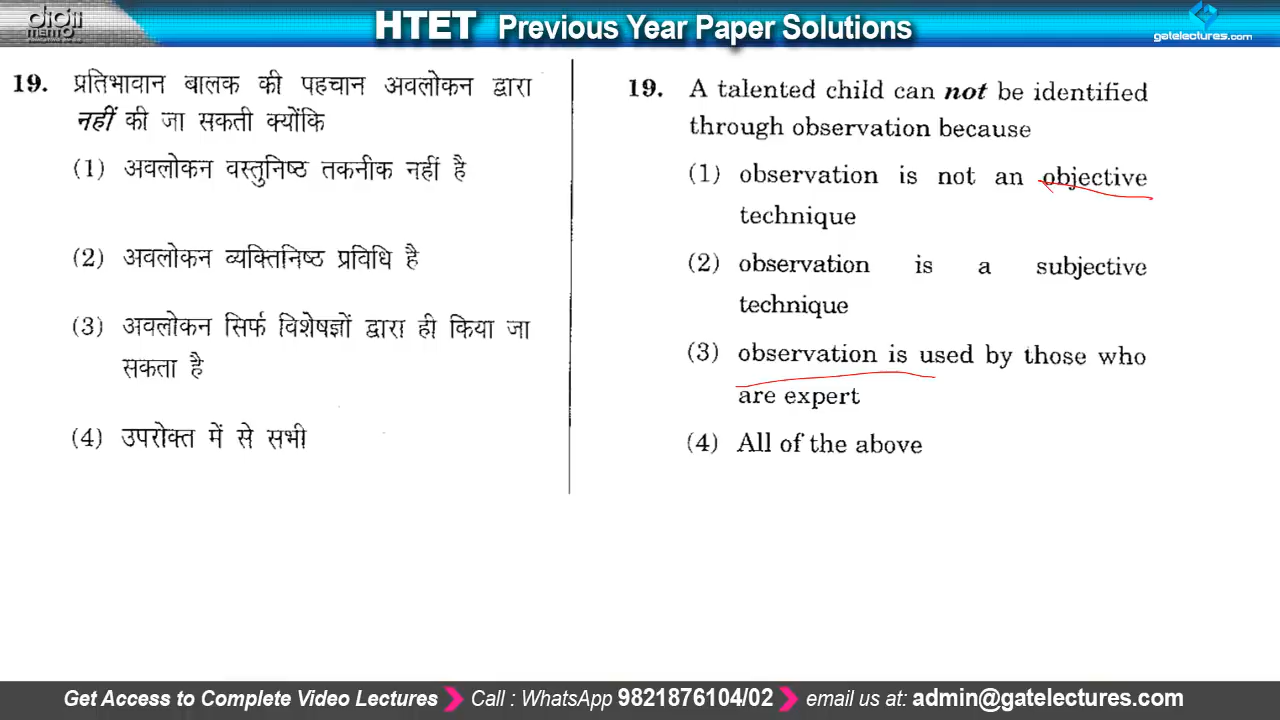 digii
MENTO
HTET Previous Year Paper Solutions
gatelectures.com
19. प्रतिभावान बालक की पहचान अवलोकन द्वारा
नहीं की जा सकती क्योंकि
(1) अवलोकन वस्तुनिष्ठ तकनीक नहीं है
(2) अवलोकन व्यक्तिनिष्ठ प्रविधि है
(3) अवलोकन सिर्फ विशेषज्ञों द्वारा ही किया जा
सकता है
(4) उपरोक्त में से सभी
19. A talented child can not be identified
through observation because
(1) observation is not an objective
technique
(2) observation is a subjective
technique
(3) observation is used by those who
are expert
(4) All of the above
Get Access to Complete Video Lectures Call : WhatsApp 9821876104/02 email us at: admin@gatelectures.com